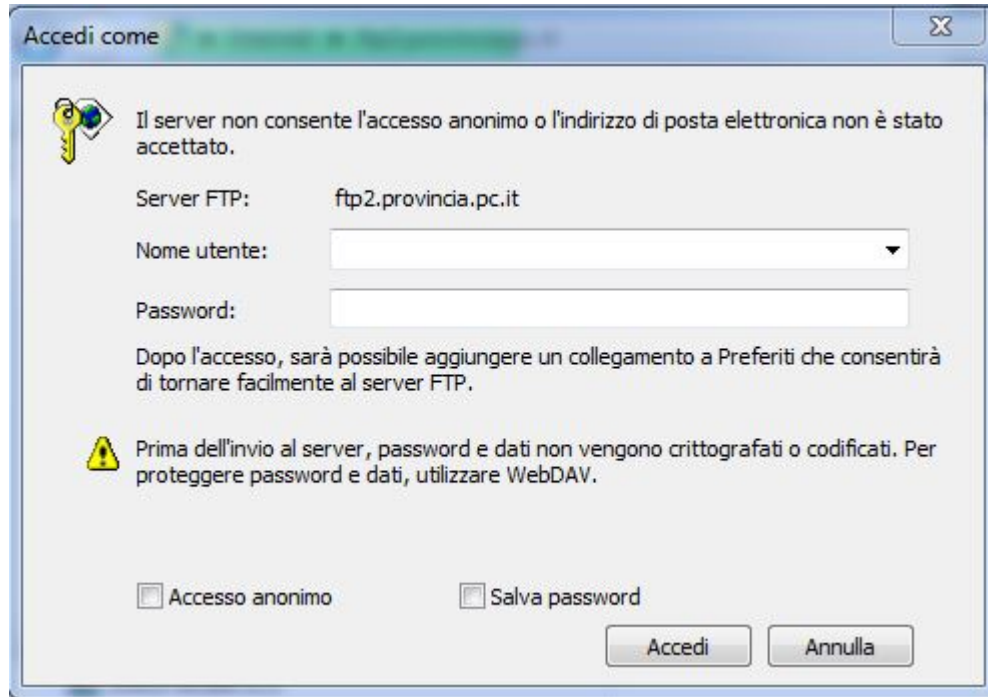 Accedi come
Il server non consente l'accesso anonimo o l'indirizzo di posta elettronica non è stato
accettato.
Server FTP: ftp2.provincia.pc.it
Nome utente:
Password:
Dopo l'accesso, sarà possibile aggiungere un collegamento a Preferiti che consentirà
di tornare facilmente al server FTP.
Prima dell'invio al server, password e dati non vengono crittografati o codificati. Per
proteggere password e dati, utilizzare WebDAV.
Accesso anonimo Salva password
Accedi Annulla